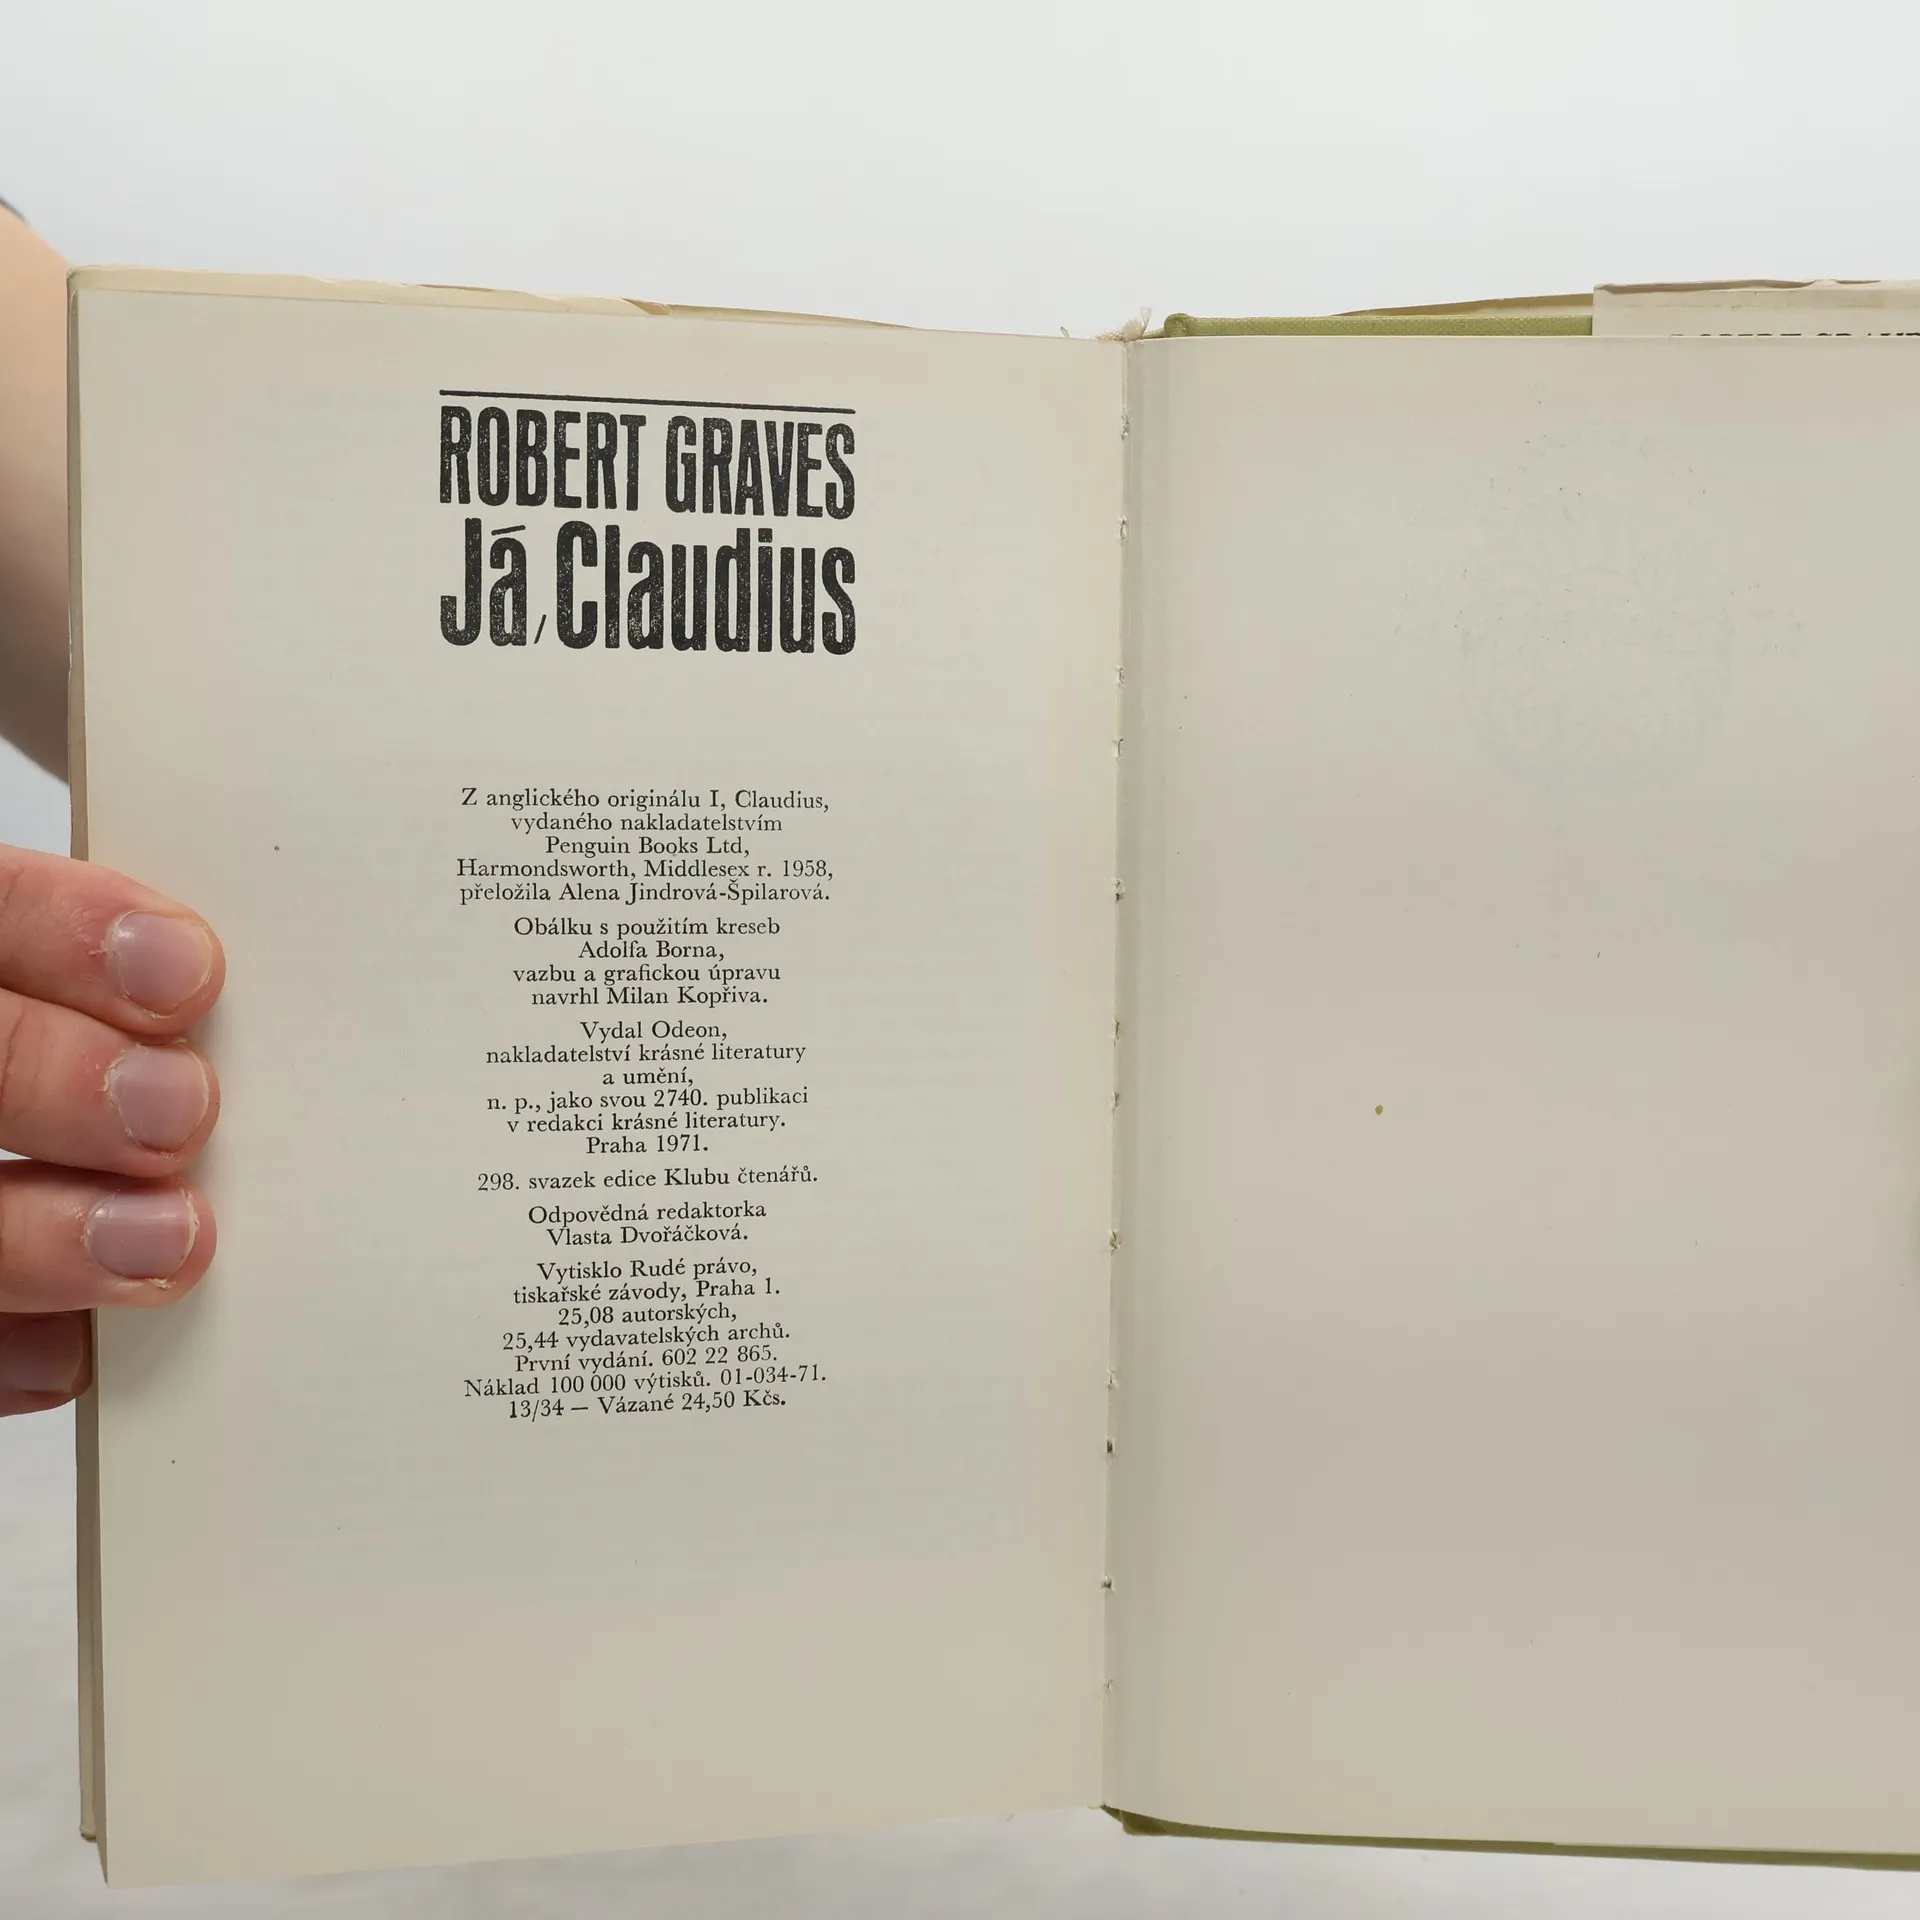 ROBERT GRAVES
Já, Claudius
Z anglického originálu I, Claudius,
vydaného nakladatelstvím
Penguin Books Ltd,
Harmondsworth, Middlesex r. 1958,
přeložila Alena Jindrová-Špilarová.
Obálku s použitím kreseb
Adolfa Borna,
vazbu a grafickou úpravu
navrhl Milan Kopřiva.
Vydal Odeon,
nakladatelství krásné literatury
a umění,
n. p., jako svou 2740. publikaci
v redakci krásné literatury.
Praha 1971.
298. svazek edice Klubu čtenářů.
Odpovědná redaktorka
Vlasta Dvořáčková.
Vytisklo Rudé právo,
tiskařské závody, Praha 1.
25,08 autorských,
25,44 vydavatelských archů.
První vydání. 602 22 865.
Náklad 100 000 výtisků. 01-034-71.
13/34 — Vázané 24,50 Kčs.